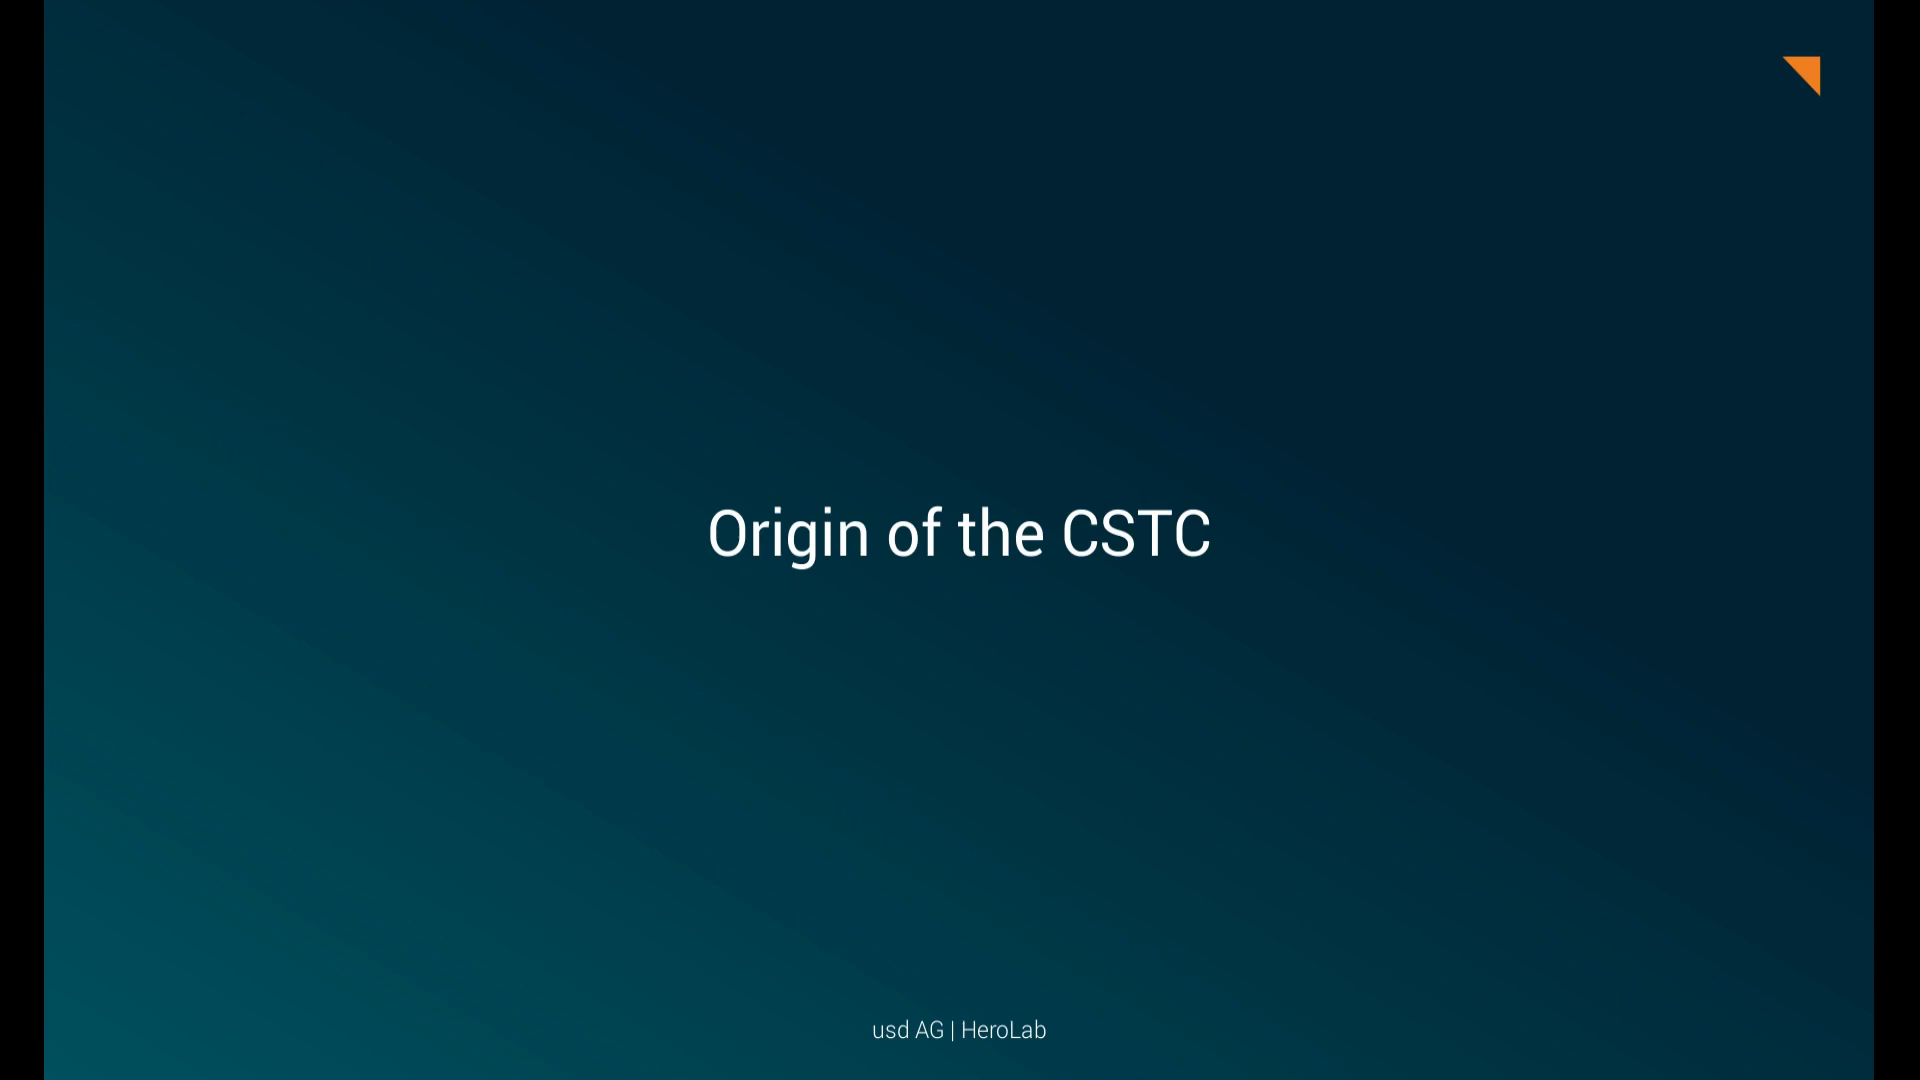 Origin of the CSTC
usd AG | HeroLab